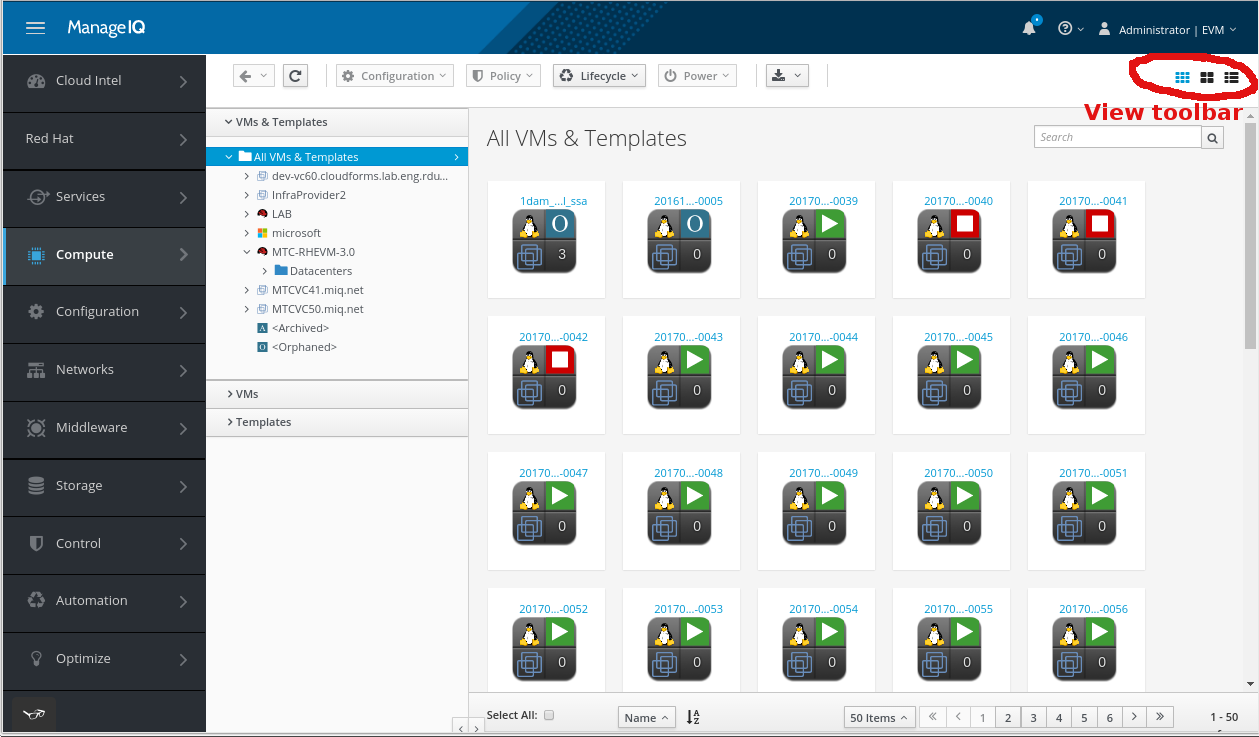 ManageIQ
Administrator | EVM
Cloud Intel
Red Hat
Services
Compute
Configuration
Networks
Middleware
Storage
Control
Automation
Optimize
Configuration
Policy
Lifecycle
Power
View toolbar
VMs & Templates
All VMs & Templates
dev-vc60.cloudforms.lab.eng.rdu...
InfraProvider2
LAB
microsoft
MTC-RHEVM-3.0
Datacenters
MTCVC41.miq.net
MTCVC50.miq.net
A <Archived>
O <Orphaned>
VMs
Templates
All VMs & Templates
Search
1dam_...l_ssa 20161...-0005 20170...-0039 20170...-0040 20170...-0041
O O
3 0 0 0 0
20170...-0042 20170...-0043 20170...-0044 20170...-0045 20170...-0046
0 0 0 0 0
20170...-0047 20170...-0048 20170...-0049 20170...-0050 20170...-0051
0 0 0 0 0
20170...-0052 20170...-0053 20170...-0054 20170...-0055 20170...-0056
0 0 0 0 0
Select All:
Name
A
Z
50 Items
« < 1 2 3 4 5 6 > »
1 - 50